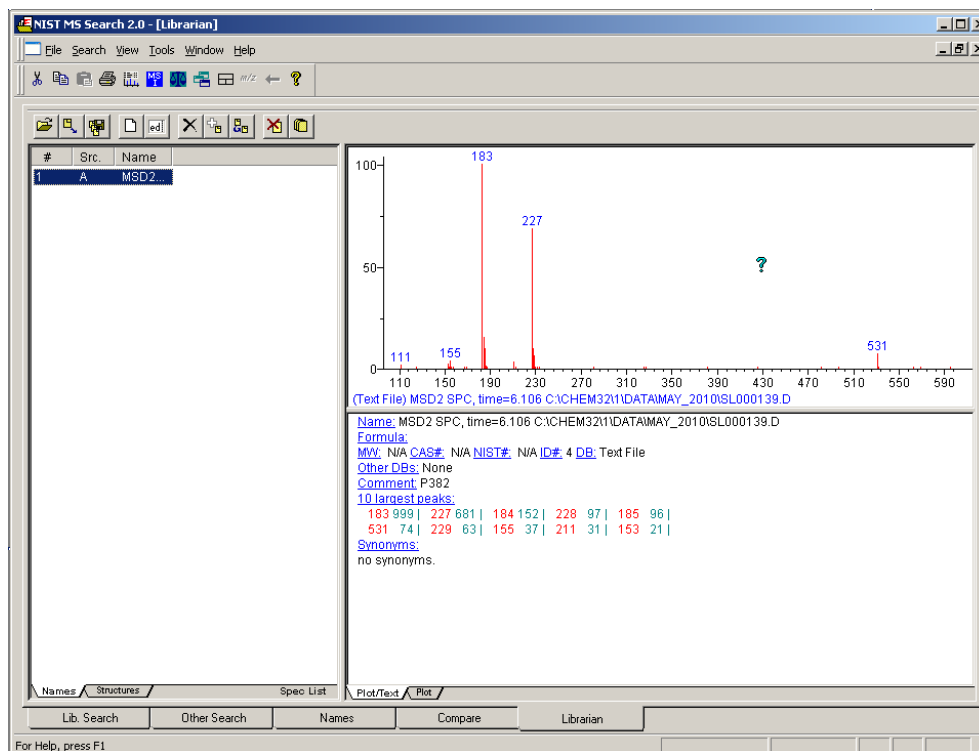 NIST MS Search 2.0 - [Librarian]
File Search View Tools Window Help
MS I m/z ?
edj
# Src. Name
1 A MSD2...
100
50
0
183
227
111
155
531
?
110 150 190 230 270 310 350 390 430 470 510 550 590
(Text File) MSD2 SPC, time=6.106 C:\CHEM32\1\DATA\MAY_2010\SL000139.D
Name: MSD2 SPC, time=6.106 C:\CHEM32\1\DATA\MAY_2010\SL000139.D
Formula:
MW: N/A CAS#: N/A NIST#: N/A ID#: 4 DB: Text File
Other DBs: None
Comment: P382
10 largest peaks:
183 999 | 227 681 | 184 152 | 228 97 | 185 96 |
531 74 | 229 63 | 155 37 | 211 31 | 153 21 |
Synonyms:
no synonyms.
Names Structures Spec List Plot/Text Plot
Lib. Search Other Search Names Compare Librarian
For Help, press F1